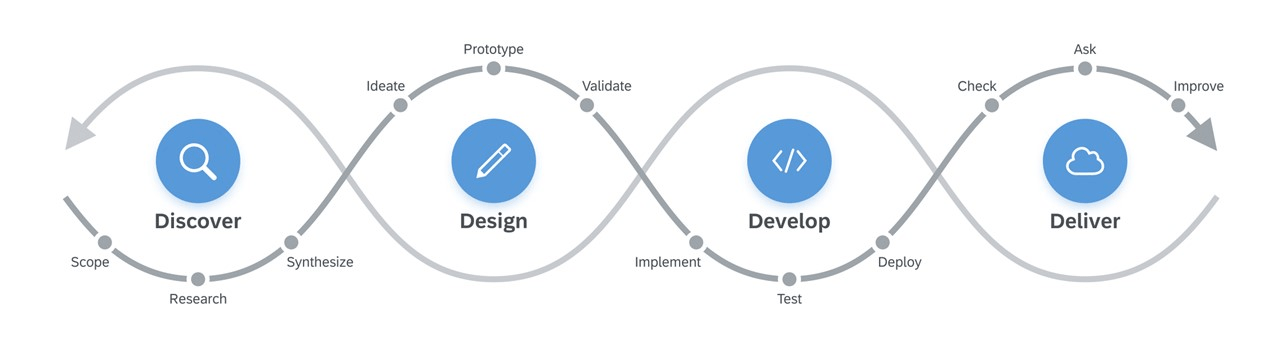 Prototype
Ask
Ideate
Validate
Check
Improve
Discover
Design
Develop
Deliver
Scope
Synthesize
Implement
Deploy
Research
Test